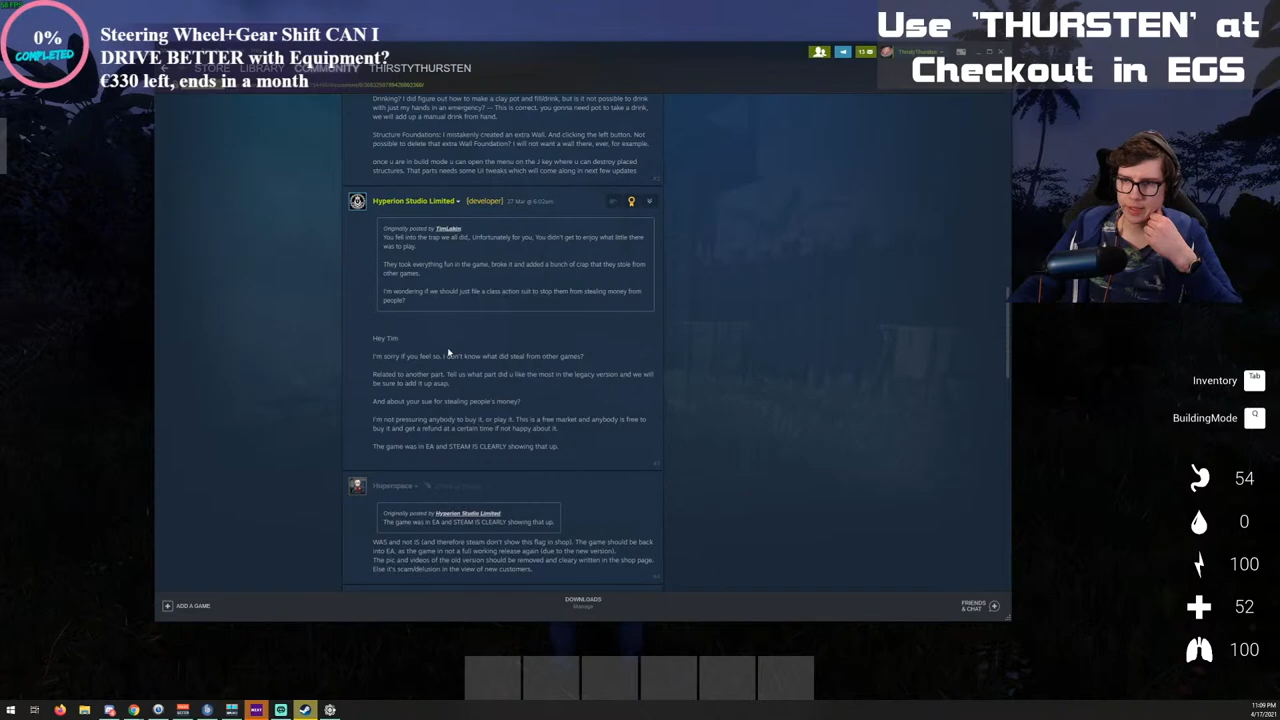 58 FPS
0%
COMPLETED
Steering Wheel+Gear Shift CAN I
DRIVE BETTER with Equipment?
€330 left, ends in a month
Use 'THURSTEN' at
Checkout in EGS
STORE LIBRARY COMMUNITY THIRSTYTHURSTEN
13
ThirstyThursten
Drinking? I did figure out how to make a clay pot and fill/drink, but is it not possible to drink
with just my hands in an emergency? -- This is correct. you gonna need pot to take a drink,
we will add up a manual drink from hand.
Structure Foundations: I mistakenly created an extra Wall. And clicking the left button. Not
possible to delete that extra Wall Foundation? I will not want a wall there, ever, for example.
once u are in build mode u can open the menu on the J key where u can destroy placed
structures. That parts needs some UI tweaks which will come along in next few updates
Hyperion Studio Limited [developer] 27 Mar @ 6:02am
Originally posted by TimLakin:
You fell into the trap we all did,, Unfortunately for you, You didn't get to enjoy what little there
was to play.
They took everything fun in the game, broke it and added a bunch of crap that they stole from
other games.
I'm wondering if we should just file a class action suit to stop them from stealing money from
people?
Hey Tim
I'm sorry if you feel so. I don't know what did steal from other games?
Related to another part. Tell us what part did u like the most in the legacy version and we will
be sure to add it up asap.
And about your sue for stealing people's money?
I'm not pressuring anybody to buy it, or play it. This is a free market and anybody is free to
buy it and get a refund at a certain time if not happy about it.
The game was in EA and STEAM IS CLEARLY showing that up.
Hoperspace
Originally posted by Hyperion Studio Limited:
The game was in EA and STEAM IS CLEARLY showing that up.
WAS and not IS (and therefore steam don't show this flag in shop). The game should be back
into EA, as the game in not a full working release again (due to the new version).
The pic and videos of the old version should be removed and cleary written in the shop page.
Else it's scam/delusion in the view of new customers.
ADD A GAME
DOWNLOADS
Manage
FRIENDS
& CHAT
Inventory Tab
BuildingMode Q
54
0
100
52
100
11:09 PM
4/17/2021